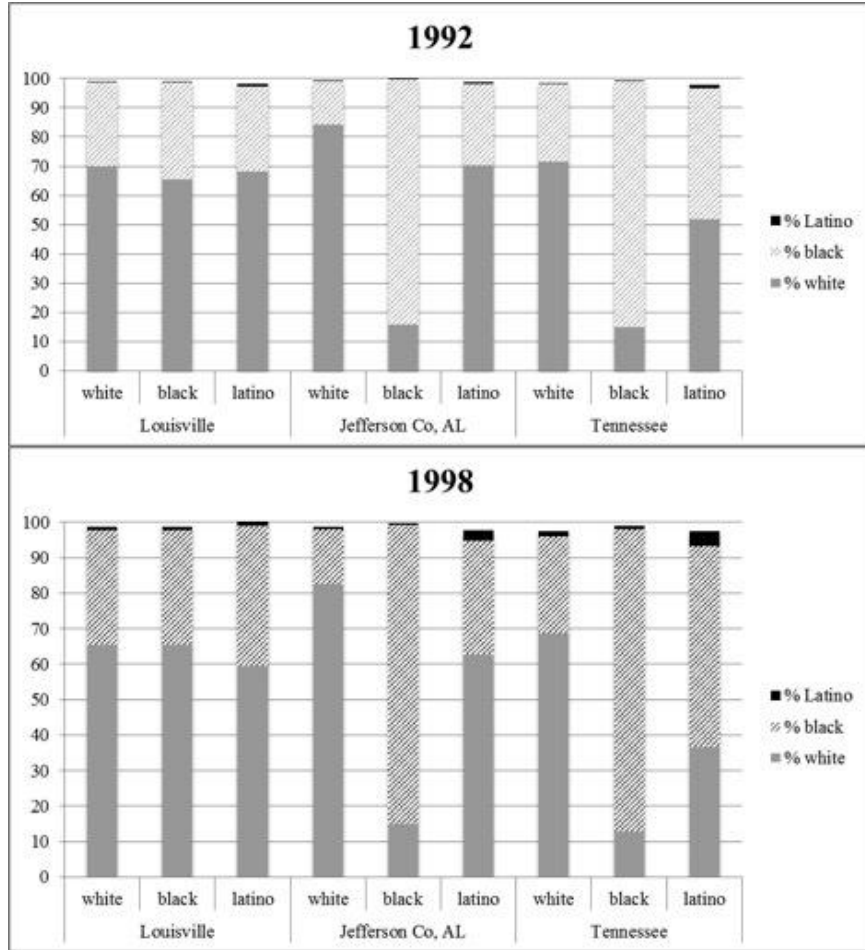 1992
100
90
80
70
60
50
40
30
20
10
0
% Latino
% black
% white
white black latino white black latino white black latino
Louisville Jefferson Co, AL Tennessee
1998
100
90
80
70
60
50
40
30
20
10
0
% Latino
% black
% white
white black latino white black latino white black latino
Louisville Jefferson Co, AL Tennessee